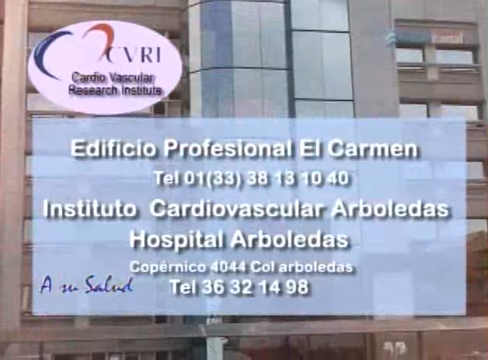 CVRI
Cardio Vascular
Research Institute
Edificio Profesional El Carmen
Tel 01(33) 38 13 10 40
Instituto Cardiovascular Arboledas
Hospital Arboledas
Copérnico 4044 Col arboledas
A su Salud
Tel 36 32 14 98